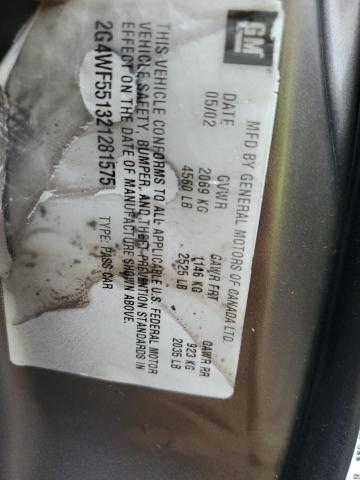 GM
MFD BY GENERAL MOTORS OF CANADA LTD.
DATE GVWR GAWR FRT GAWR RR
05/02 2069 KG 1146 KG 923 KG
4560 LB 2525 LB 2035 LB
THIS VEHICLE CONFORMS TO ALL APPLICABLE U.S. FEDERAL MOTOR
VEHICLE SAFETY, BUMPER, AND THEFT PREVENTION STANDARDS IN
EFFECT ON THE DATE OF MANUFACTURE SHOWN ABOVE.
2G4WF551321281575 TYPE: PASS CAR